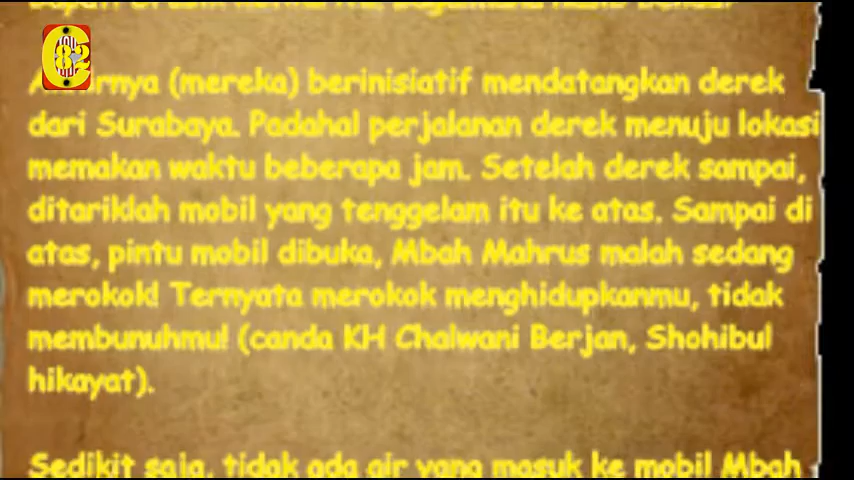 (mereka) berinisiatif mendatangkan derek
dari Surabaya. Padahal perjalanan derek menuju lokasi
memakan waktu beberapa jam. Setelah derek sampai,
ditariklah mobil yang tenggelam itu ke atas. Sampai di
atas, pintu mobil dibuka, Mbah Mahrus malah sedang
merokok! Ternyata merokok menghidupkanmu, tidak
membunuhmu! (canda KH Chalwani Berjan, Shohibul
hikayat).
Sedikit saja, tidak ada air yang masuk ke mobil Mbah